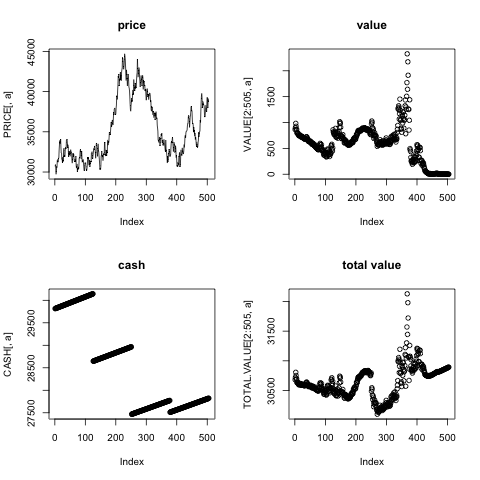 price
PRICE[, a]
30000 35000 40000 45000
0 100 200 300 400 500
Index
value
VALUE[2:505, a]
0 500 1500
0 100 200 300 400 500
Index
cash
CASH[, a]
27500 28500 29500
0 100 200 300 400 500
Index
total value
TOTAL.VALUE[2:505, a]
30500 31500
0 100 200 300 400 500
Index